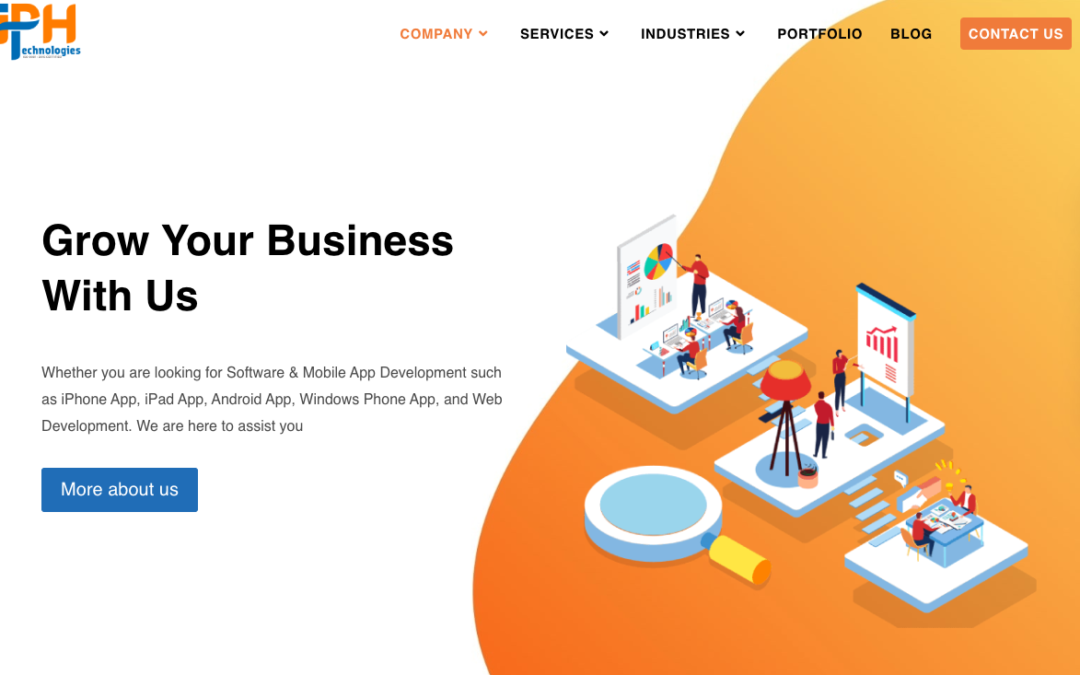 iPH
Technologies
COMPANY
SERVICES
INDUSTRIES
PORTFOLIO
BLOG
CONTACT US
Grow Your Business
With Us
Whether you are looking for Software & Mobile App Development such
as iPhone App, iPad App, Android App, Windows Phone App, and Web
Development. We are here to assist you
More about us